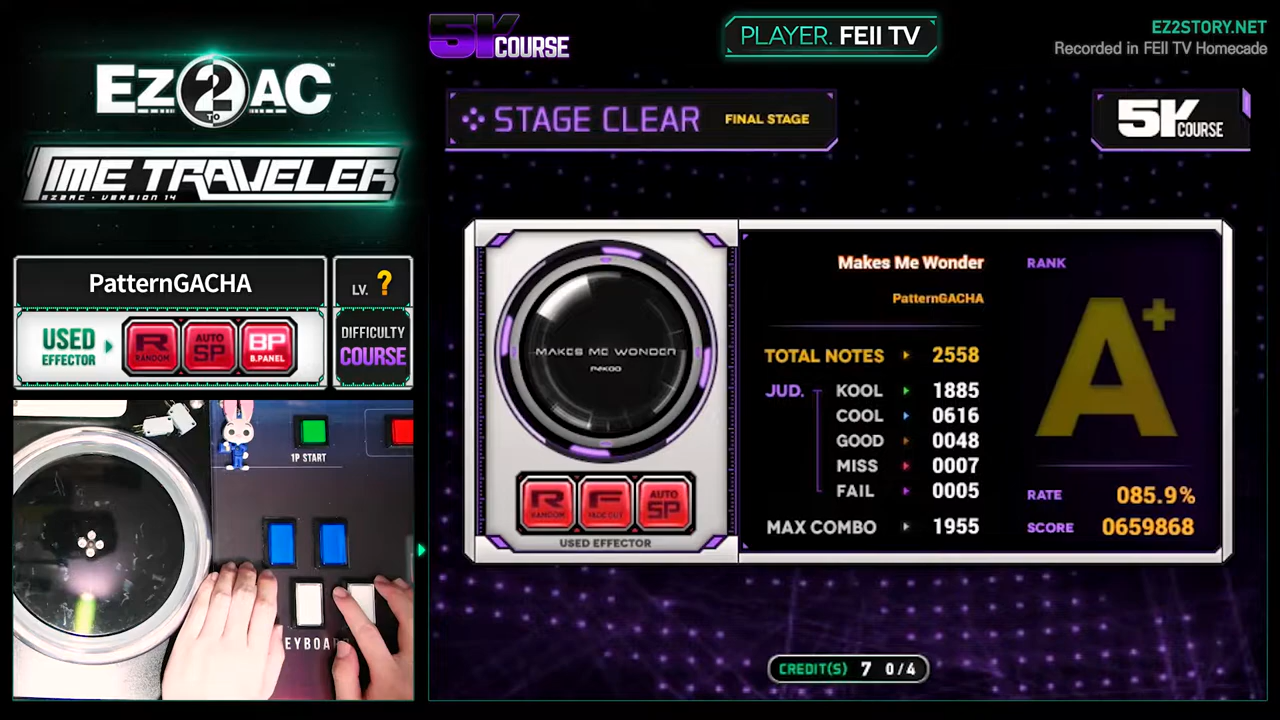 EZ2AC™
TO
TIME TRAVELER
EZ2AC · VERSION 14
PatternGACHA
LV. ?
USED
EFFECTOR
R
RANDOM
AUTO
SP
BP
B.PANEL
DIFFICULTY
COURSE
1P START
5K COURSE
PLAYER. FEII TV
EZ2STORY.NET
Recorded in FEII TV Homecade
STAGE CLEAR
FINAL STAGE
5K COURSE
MAKES ME WONDER
Makes Me Wonder
PatternGACHA
RANK
A+
TOTAL NOTES 2558
JUD.
KOOL 1885
COOL 0616
GOOD 0048
MISS 0007
FAIL 0005
MAX COMBO 1955
RATE 085.9%
SCORE 0659868
R
RANDOM
F
FADE OUT
AUTO
SP
USED EFFECTOR
CREDIT(S) 7 0/4